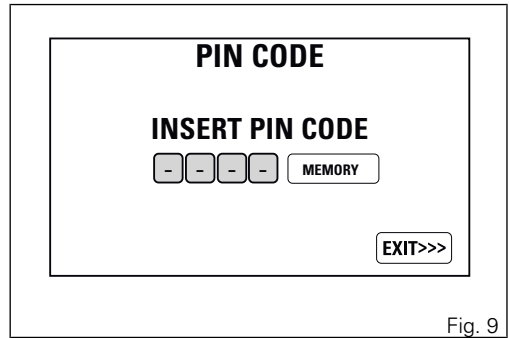 PIN CODE
INSERT PIN CODE
- - - - MEMORY
EXIT>>>
Fig. 9